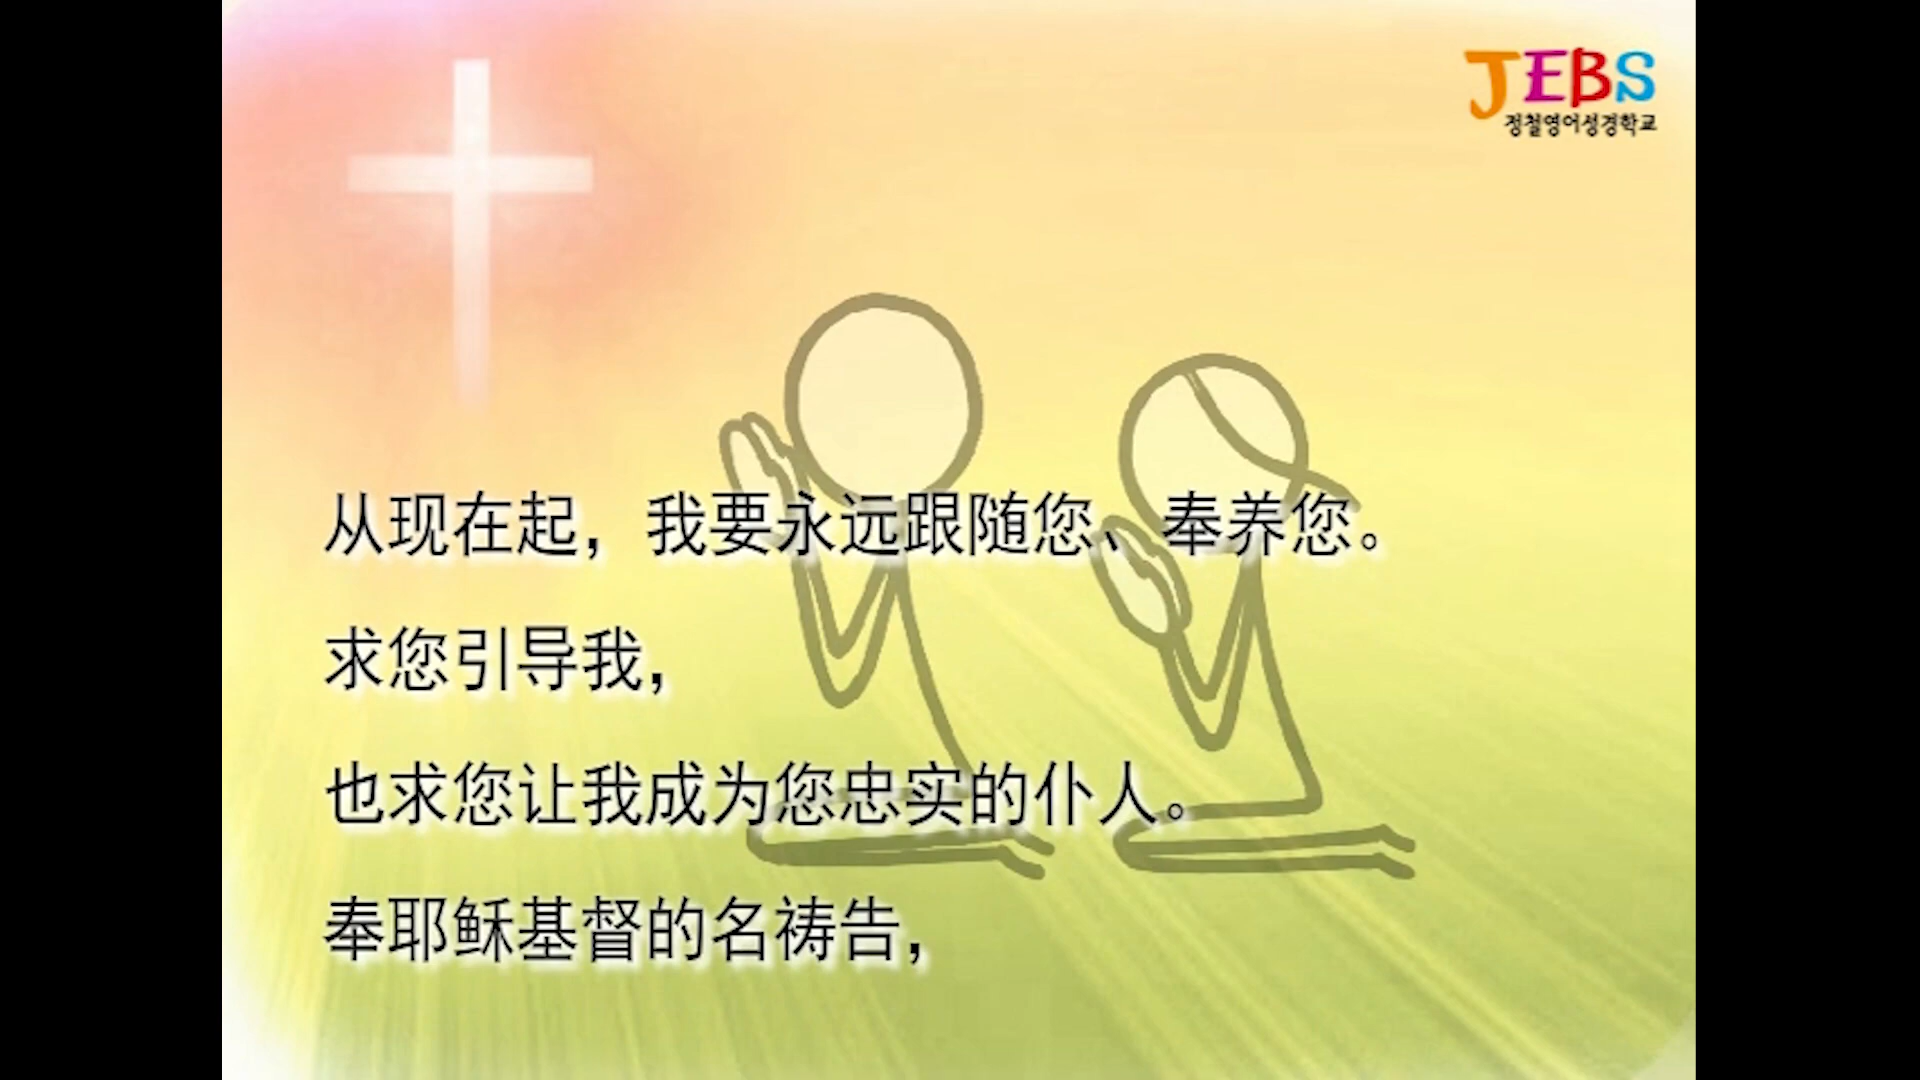 JEBS
정철영어성경학교
从现在起，我要永远跟随您、奉养您。
求您引导我，
也求您让我成为您忠实的仆人。
奉耶稣基督的名祷告，